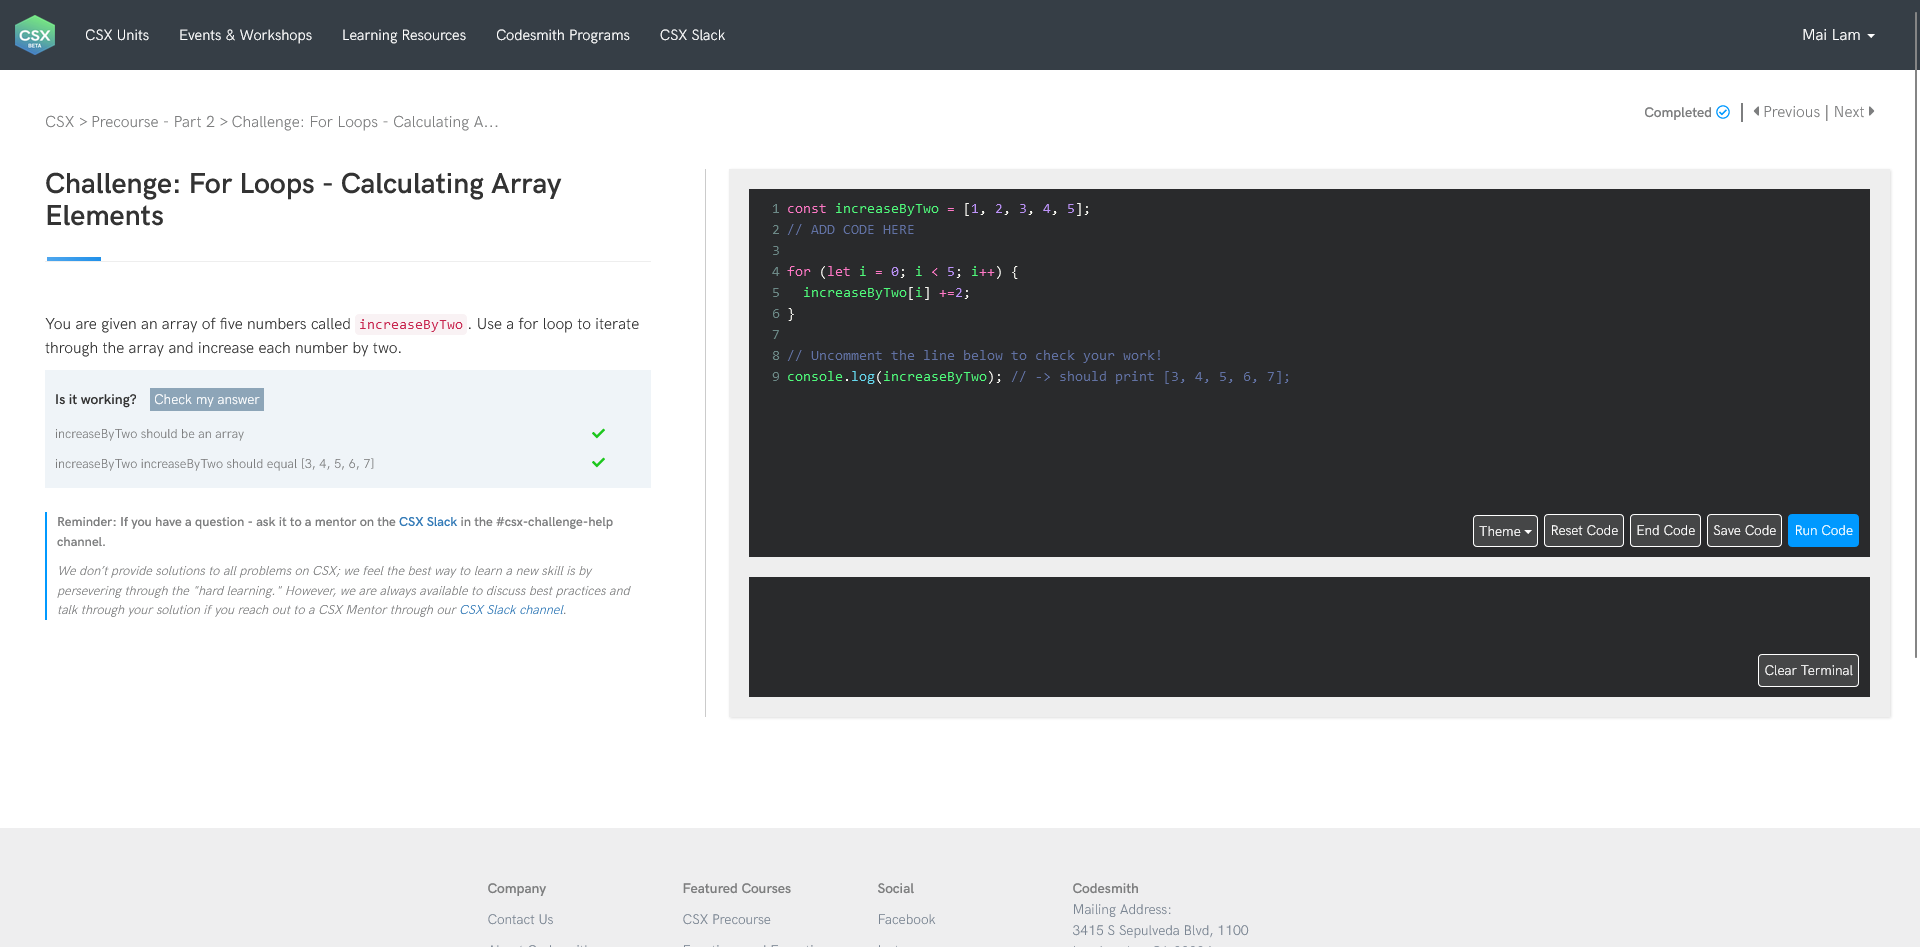 CSX
BETA
CSX Units
Events & Workshops
Learning Resources
Codesmith Programs
CSX Slack
Mai Lam
CSX > Precourse - Part 2 > Challenge: For Loops - Calculating A...
Completed
Previous | Next
Challenge: For Loops - Calculating Array
Elements
You are given an array of five numbers called increaseByTwo. Use a for loop to iterate
through the array and increase each number by two.
Is it working? Check my answer
increaseByTwo should be an array
increaseByTwo increaseByTwo should equal [3, 4, 5, 6, 7]
Reminder: If you have a question - ask it to a mentor on the CSX Slack in the #csx-challenge-help
channel.
We don't provide solutions to all problems on CSX; we feel the best way to learn a new skill is by
persevering through the "hard learning." However, we are always available to discuss best practices and
talk through your solution if you reach out to a CSX Mentor through our CSX Slack channel.
1 const increaseByTwo = [1, 2, 3, 4, 5];
2 // ADD CODE HERE
3
4 for (let i = 0; i < 5; i++) {
5   increaseByTwo[i] +=2;
6 }
7
8 // Uncomment the line below to check your work!
9 console.log(increaseByTwo); // -> should print [3, 4, 5, 6, 7];
Theme
Reset Code
End Code
Save Code
Run Code
Clear Terminal
Company
Contact Us
Featured Courses
CSX Precourse
Social
Facebook
Codesmith
Mailing Address:
3415 S Sepulveda Blvd, 1100